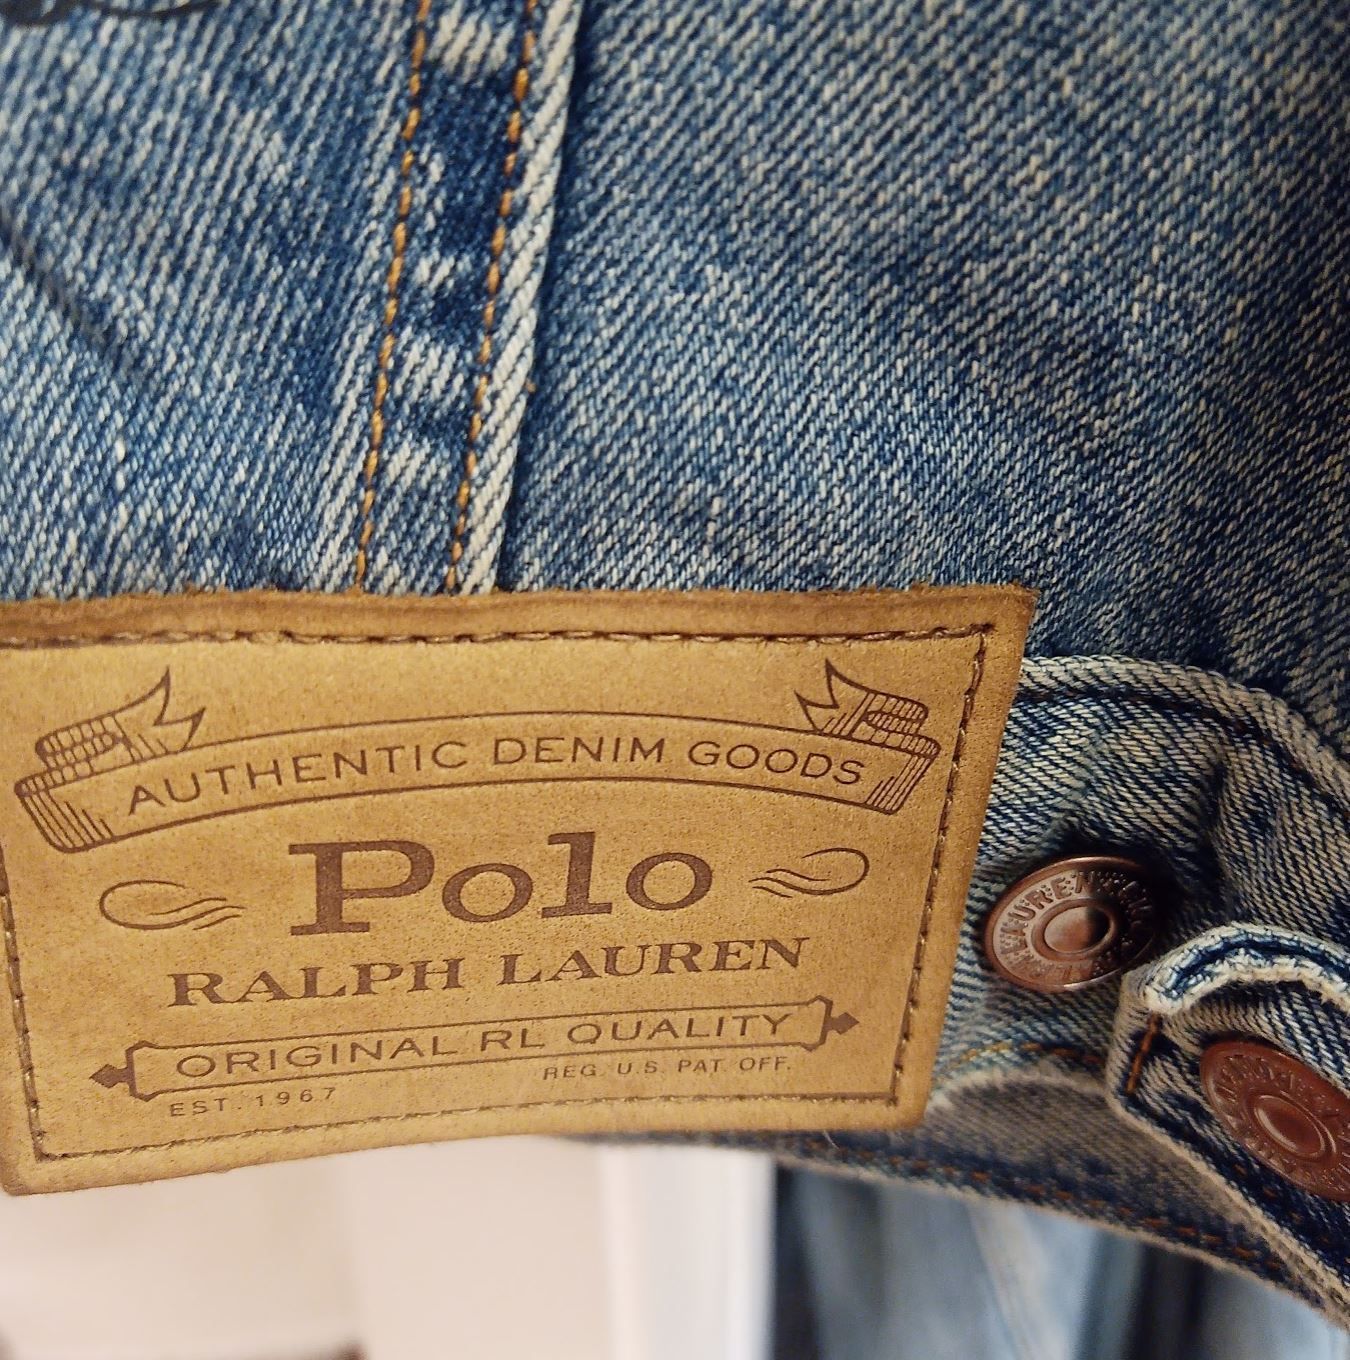 AUTHENTIC DENIM GOODS
Polo
RALPH LAUREN
ORIGINAL RL QUALITY
REG. U.S. PAT. OFF.
EST. 1967